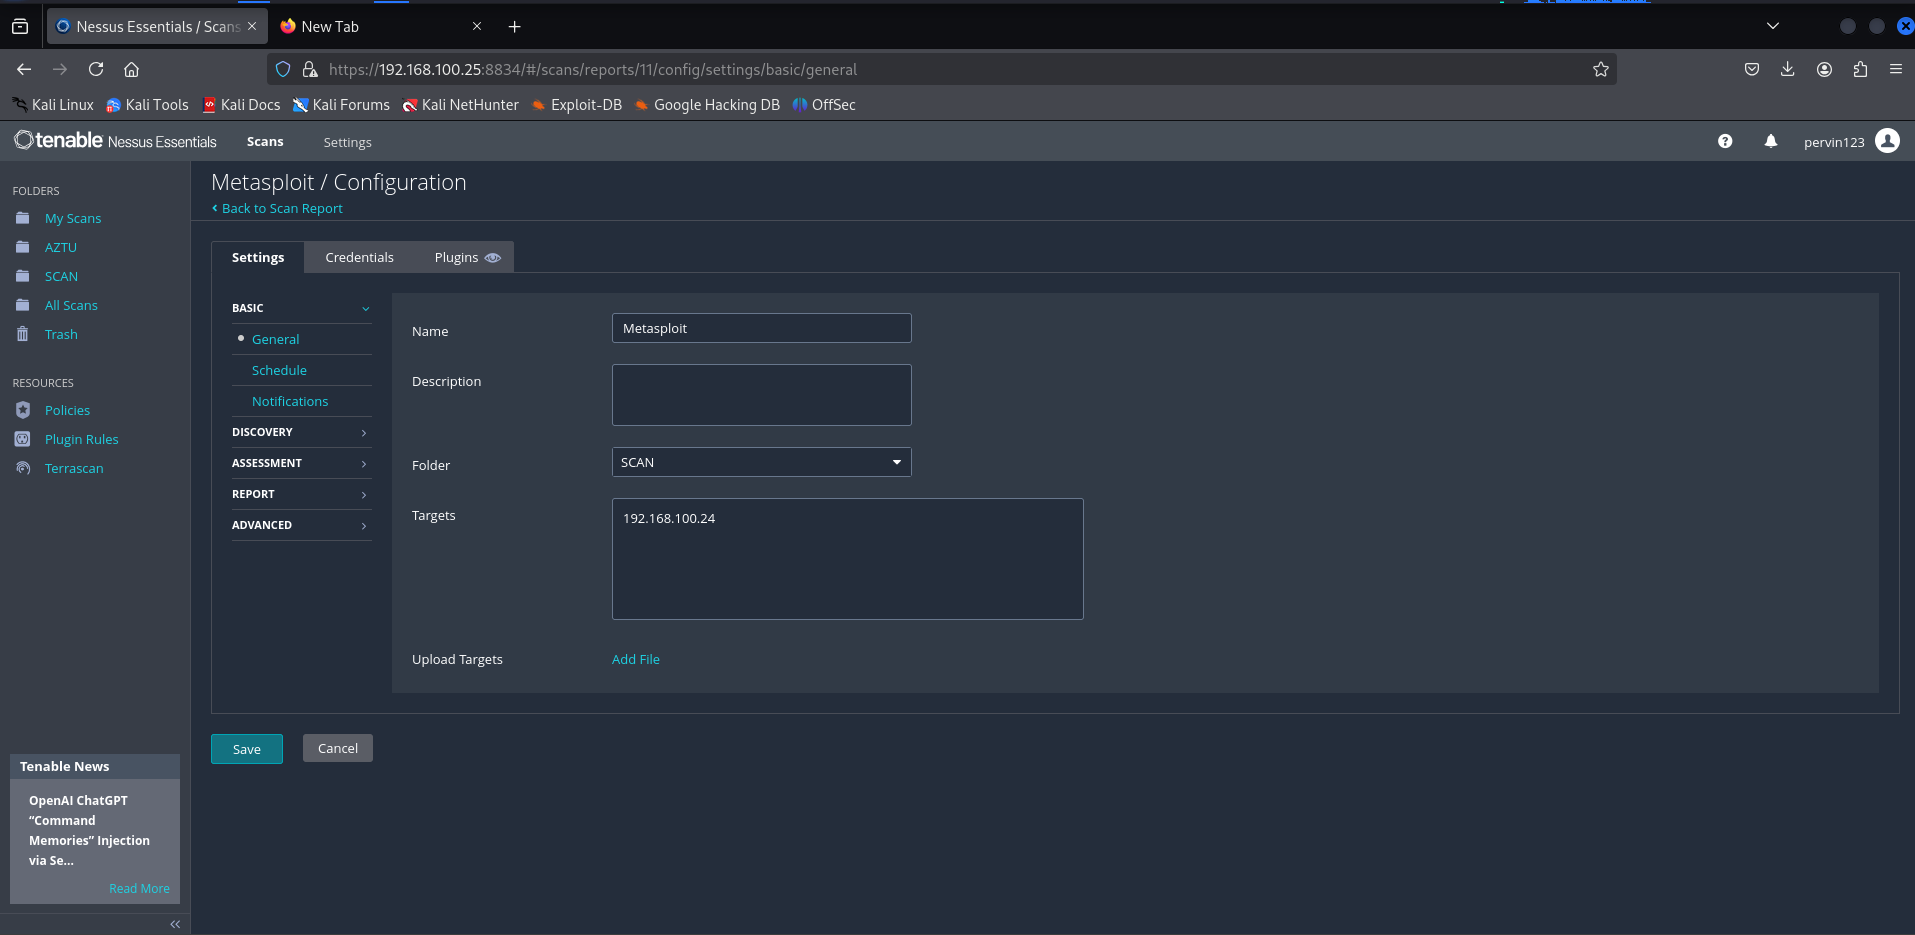 Nessus Essentials / Scans
New Tab
https://192.168.100.25:8834/#/scans/reports/11/config/settings/basic/general
Kali Linux Kali Tools Kali Docs Kali Forums Kali NetHunter Exploit-DB Google Hacking DB OffSec
tenable Nessus Essentials Scans Settings pervin123
FOLDERS
My Scans
AZTU
SCAN
All Scans
Trash
RESOURCES
Policies
Plugin Rules
Terrascan
Tenable News
OpenAI ChatGPT
“Command
Memories” Injection
via Se...
Read More
Metasploit / Configuration
Back to Scan Report
Settings Credentials Plugins
BASIC
General
Schedule
Notifications
DISCOVERY
ASSESSMENT
REPORT
ADVANCED
Name Metasploit
Description
Folder SCAN
Targets 192.168.100.24
Upload Targets Add File
Save Cancel